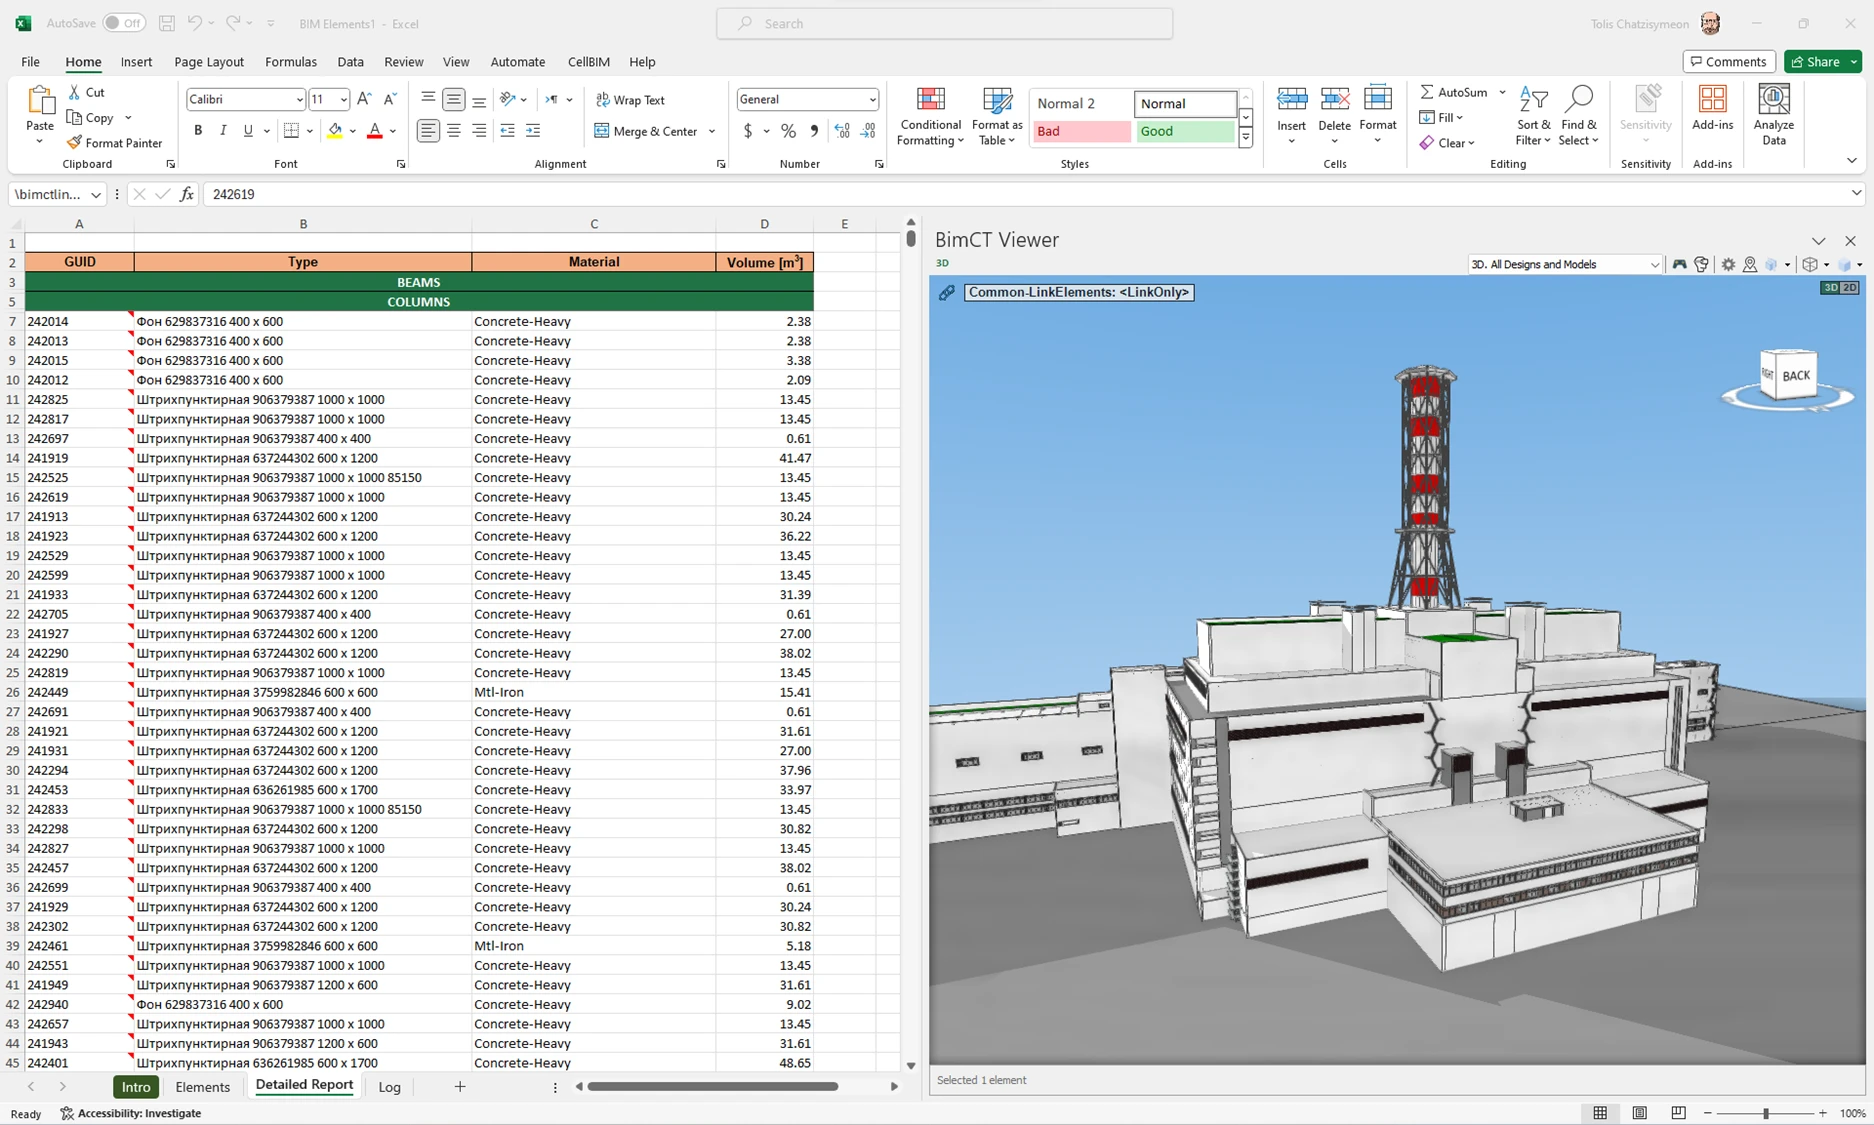 AutoSave Off BIM Elements1 - Excel Search Tolis Chatzisymeon
File Home Insert Page Layout Formulas Data Review View Automate CellBIM Help Comments Share
Paste Cut Copy Format Painter
Calibri 11 Wrap Text Merge & Center General
B I U $ %
Conditional Formatting Format as Table Normal 2 Normal Bad Good
Insert Delete Format AutoSum Fill Clear Sort & Filter Find & Select Sensitivity Add-ins Analyze Data
Clipboard Font Alignment Number Styles Cells Editing Sensitivity Add-ins
\bimctlin... fx 242619
A B C D E
1
2 GUID Type Material Volume [m³]
3 BEAMS
5 COLUMNS
7 242014 Фон 629837316 400 x 600 Concrete-Heavy 2.38
8 242013 Фон 629837316 400 x 600 Concrete-Heavy 2.38
9 242015 Фон 629837316 400 x 600 Concrete-Heavy 3.38
10 242012 Фон 629837316 400 x 600 Concrete-Heavy 2.09
11 242825 Штрихпунктирная 906379387 1000 x 1000 Concrete-Heavy 13.45
12 242817 Штрихпунктирная 906379387 1000 x 1000 Concrete-Heavy 13.45
13 242697 Штрихпунктирная 906379387 400 x 400 Concrete-Heavy 0.61
14 241919 Штрихпунктирная 637244302 600 x 1200 Concrete-Heavy 41.47
15 242525 Штрихпунктирная 906379387 1000 x 1000 85150 Concrete-Heavy 13.45
16 242619 Штрихпунктирная 906379387 1000 x 1000 Concrete-Heavy 13.45
17 241913 Штрихпунктирная 637244302 600 x 1200 Concrete-Heavy 30.24
18 241923 Штрихпунктирная 637244302 600 x 1200 Concrete-Heavy 36.22
19 242529 Штрихпунктирная 906379387 1000 x 1000 Concrete-Heavy 13.45
20 242599 Штрихпунктирная 906379387 1000 x 1000 Concrete-Heavy 13.45
21 241933 Штрихпунктирная 637244302 600 x 1200 Concrete-Heavy 31.39
22 242705 Штрихпунктирная 906379387 400 x 400 Concrete-Heavy 0.61
23 241927 Штрихпунктирная 637244302 600 x 1200 Concrete-Heavy 27.00
24 242290 Штрихпунктирная 637244302 600 x 1200 Concrete-Heavy 38.02
25 242819 Штрихпунктирная 906379387 1000 x 1000 Concrete-Heavy 13.45
26 242449 Штрихпунктирная 3759982846 600 x 600 Mtl-Iron 15.41
27 242691 Штрихпунктирная 906379387 400 x 400 Concrete-Heavy 0.61
28 241921 Штрихпунктирная 637244302 600 x 1200 Concrete-Heavy 31.61
29 241931 Штрихпунктирная 637244302 600 x 1200 Concrete-Heavy 27.00
30 242294 Штрихпунктирная 637244302 600 x 1200 Concrete-Heavy 37.96
31 242453 Штрихпунктирная 636261985 600 x 1700 Concrete-Heavy 33.97
32 242833 Штрихпунктирная 906379387 1000 x 1000 85150 Concrete-Heavy 13.45
33 242298 Штрихпунктирная 637244302 600 x 1200 Concrete-Heavy 30.82
34 242827 Штрихпунктирная 906379387 1000 x 1000 Concrete-Heavy 13.45
35 242457 Штрихпунктирная 637244302 600 x 1200 Concrete-Heavy 38.02
36 242699 Штрихпунктирная 906379387 400 x 400 Concrete-Heavy 0.61
37 241929 Штрихпунктирная 637244302 600 x 1200 Concrete-Heavy 30.24
38 242302 Штрихпунктирная 637244302 600 x 1200 Concrete-Heavy 30.82
39 242461 Штрихпунктирная 3759982846 600 x 600 Mtl-Iron 5.18
40 242551 Штрихпунктирная 906379387 1000 x 1000 Concrete-Heavy 13.45
41 241949 Штрихпунктирная 906379387 1200 x 600 Concrete-Heavy 31.61
42 242940 Фон 629837316 400 x 600 Concrete-Heavy 9.02
43 242657 Штрихпунктирная 906379387 1000 x 1000 Concrete-Heavy 13.45
44 241943 Штрихпунктирная 906379387 1200 x 600 Concrete-Heavy 31.61
45 242401 Штрихпунктирная 636261985 600 x 1700 Concrete-Heavy 48.65
Intro Elements Detailed Report Log
Ready Accessibility: Investigate 100%
BimCT Viewer
3D 3D. All Designs and Models
Common-LinkElements: <LinkOnly> 3D 2D
RIGHT BACK
Selected 1 element